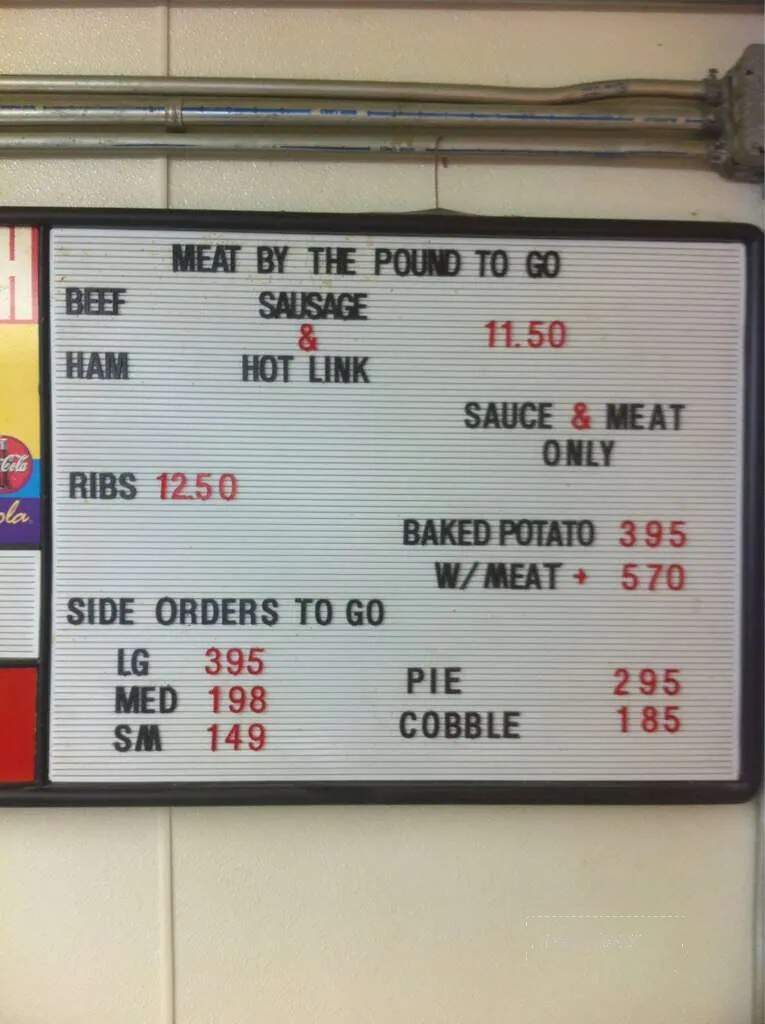 MEAT BY THE POUND TO GO
BEEF SAUSAGE
& 11.50
HAM HOT LINK
SAUCE & MEAT
ONLY
RIBS 12.50
BAKED POTATO 395
W/MEAT + 570
SIDE ORDERS TO GO
LG 395
MED 198
SM 149
PIE 295
COBBLE 185
Cola
ola